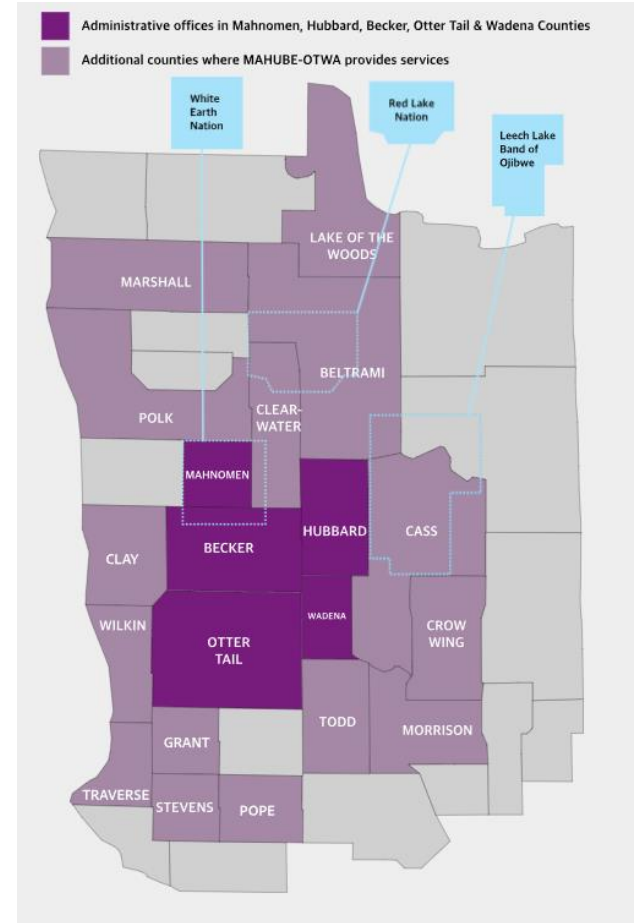 Administrative offices in Mahnomen, Hubbard, Becker, Otter Tail & Wadena Counties
Additional counties where MAHUBE-OTWA provides services
White
Earth
Nation
Red Lake
Nation
Leech Lake
Band of
Ojibwe
LAKE OF THE
WOODS
MARSHALL
BELTRAMI
POLK
CLEAR-
WATER
MAHNOMEN
HUBBARD
CASS
BECKER
CLAY
WADENA
WILKIN
CROW
WING
OTTER
TAIL
TODD
MORRISON
GRANT
TRAVERSE
STEVENS
POPE